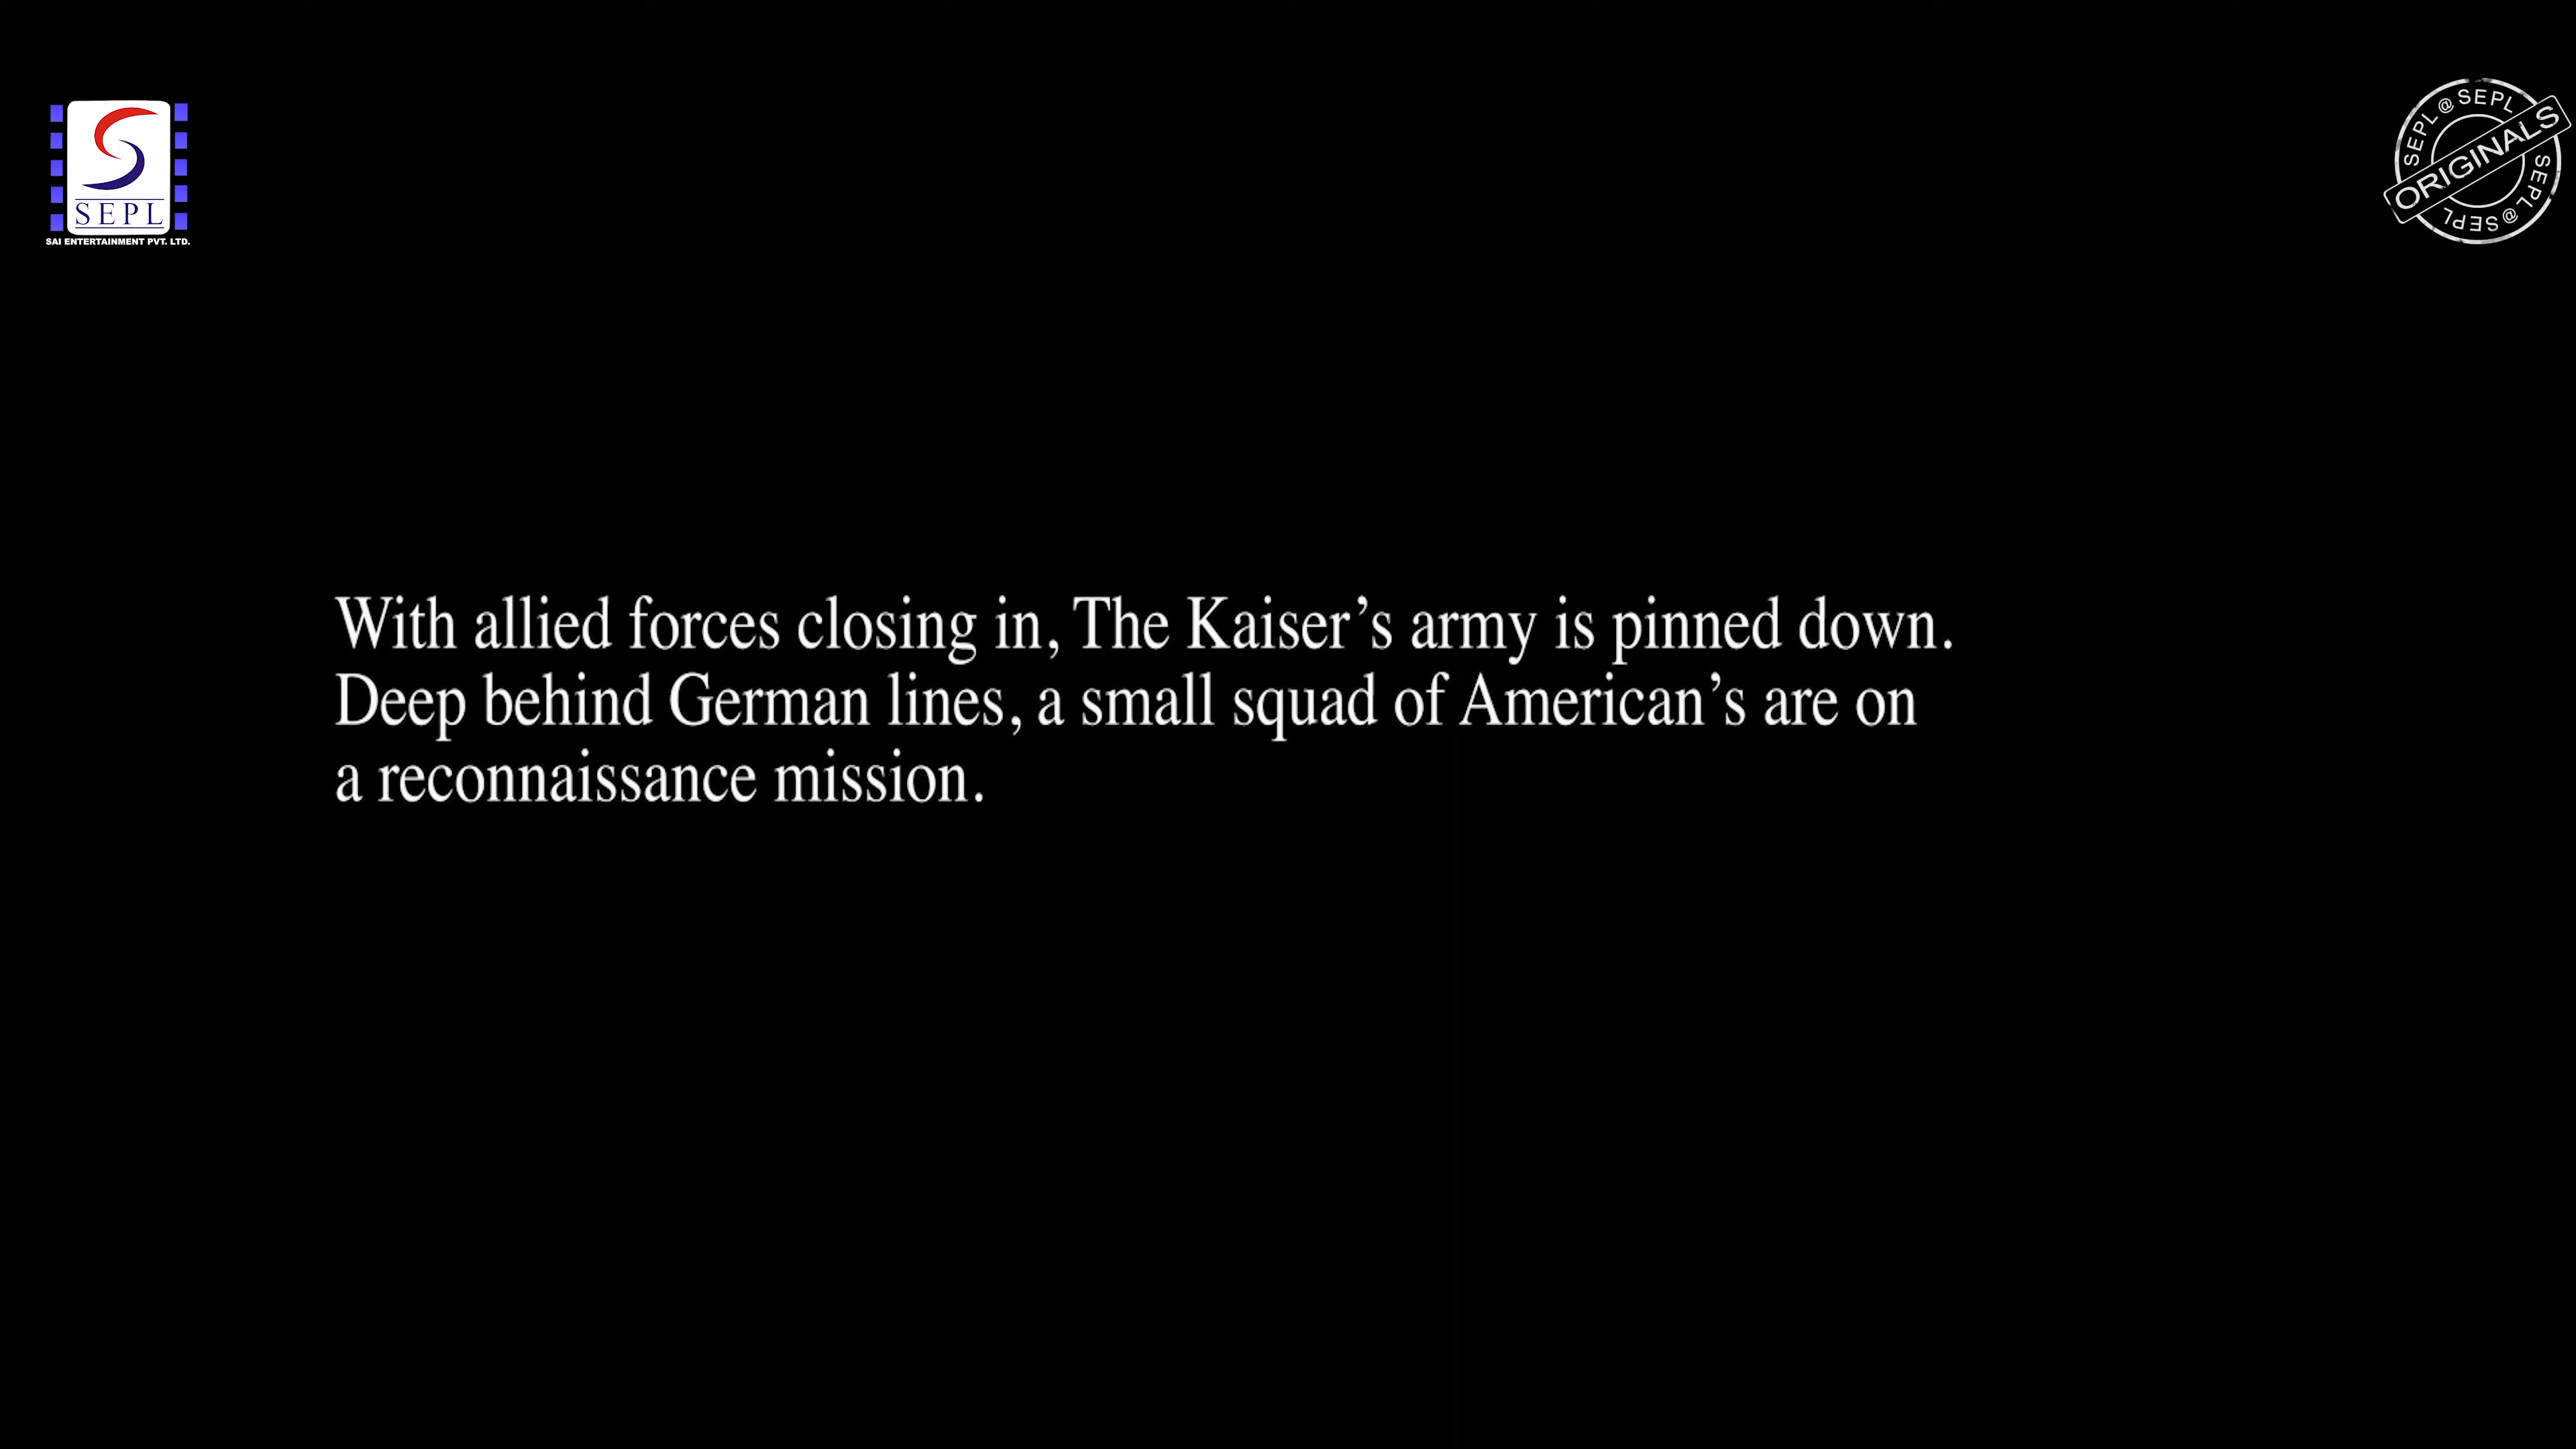 SEPL
SAI ENTERTAINMENT PVT. LTD.
SEPL@SEPL
ORIGINALS
SEPL@SEPL
With allied forces closing in, The Kaiser’s army is pinned down.
Deep behind German lines, a small squad of American’s are on
a reconnaissance mission.